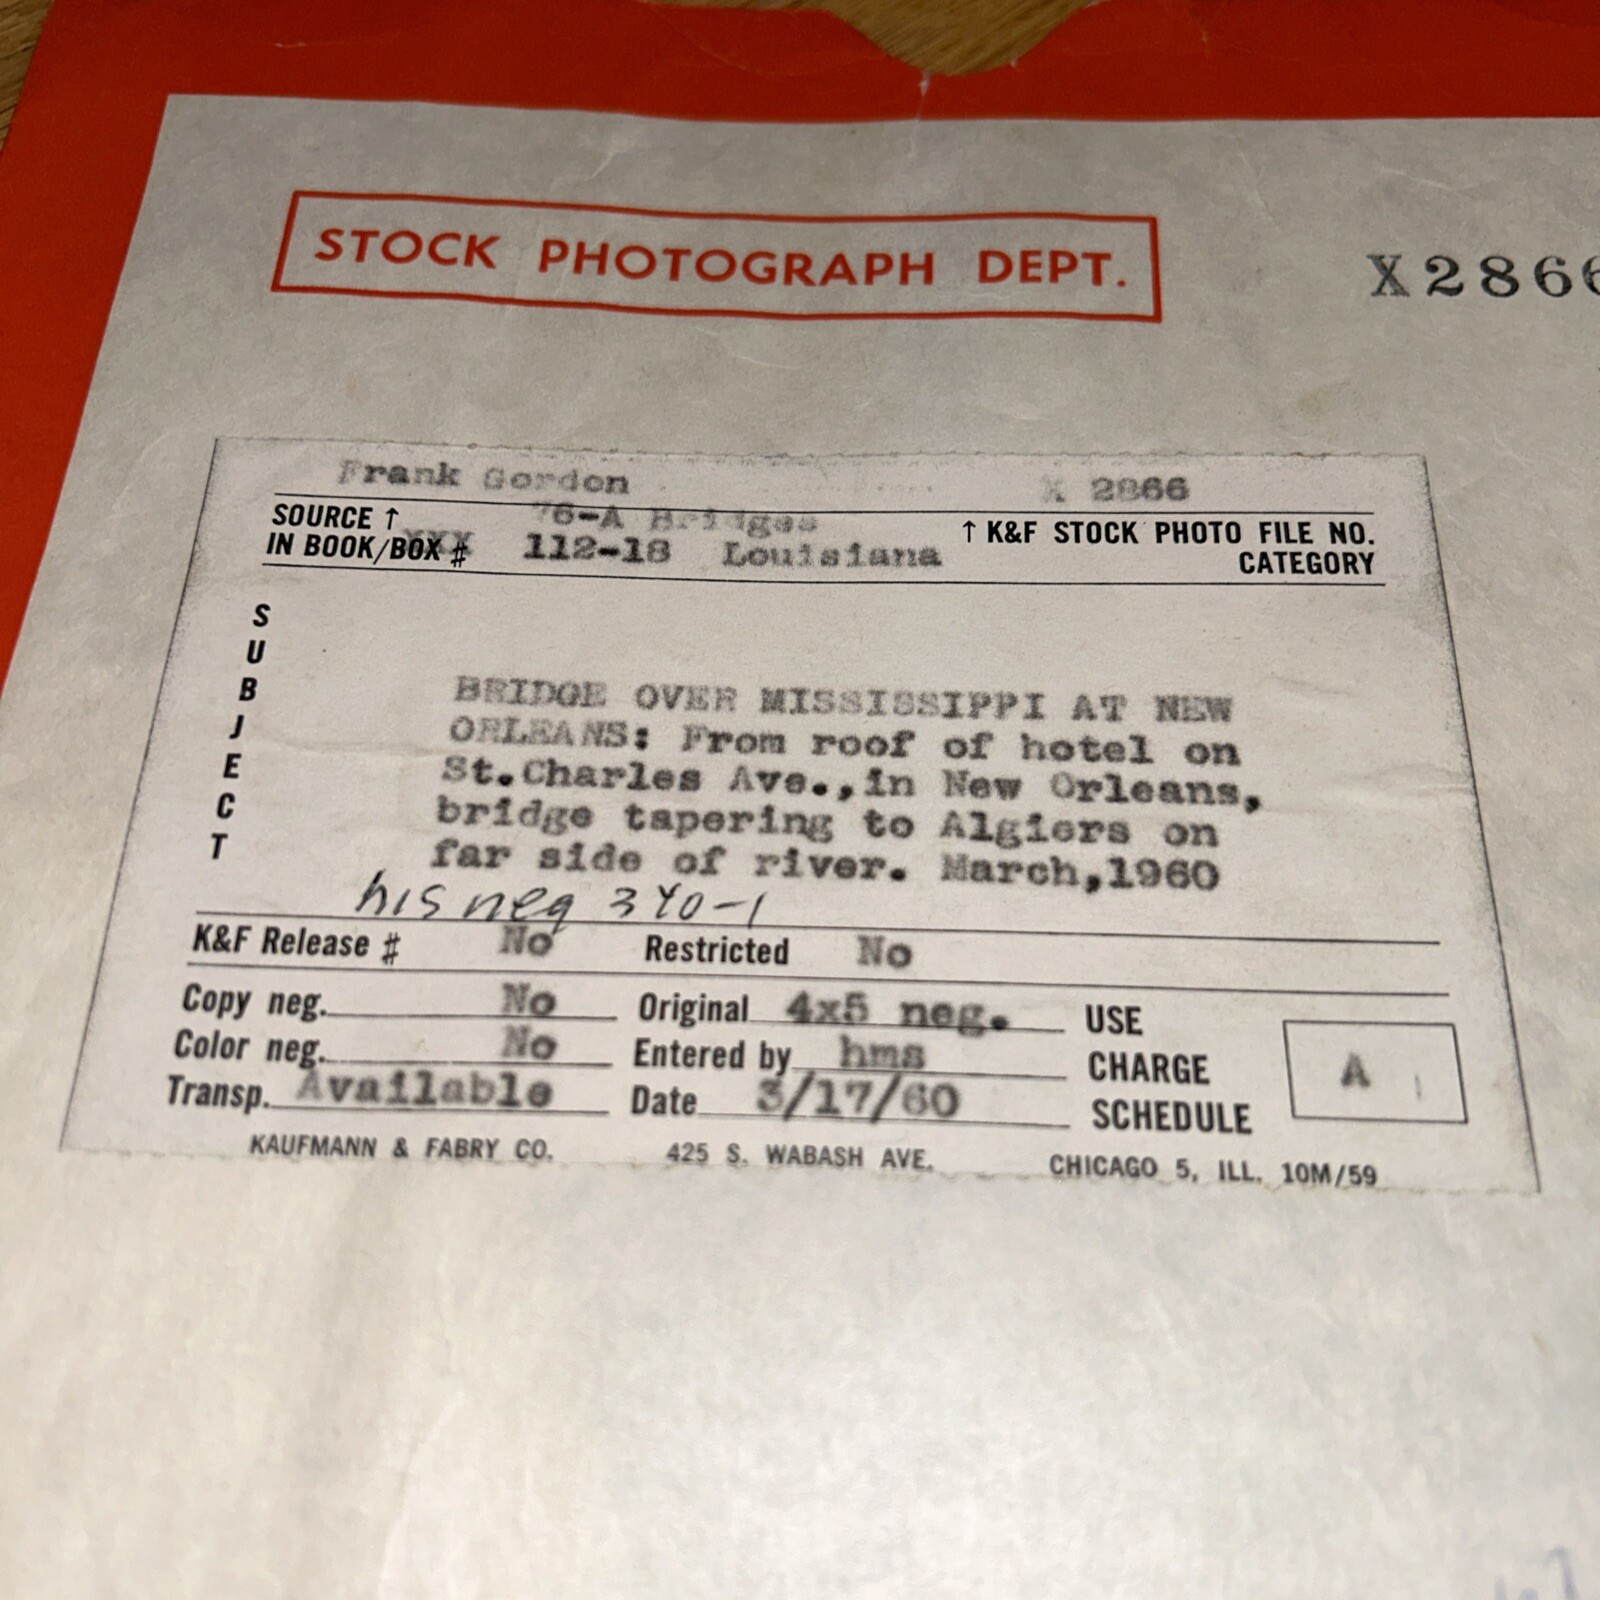 STOCK PHOTOGRAPH DEPT.
X2866
Frank Gordon X 2866
SOURCE ↑ 76-A Bridges ↑ K&F STOCK PHOTO FILE NO.
IN BOOK/BOX # XXX 112-18 Louisiana CATEGORY
SUBJECT
BRIDGE OVER MISSISSIPPI AT NEW
ORLEANS: From roof of hotel on
St.Charles Ave.,in New Orleans,
bridge tapering to Algiers on
far side of river. March,1960
his neg 340-1
K&F Release # No Restricted No
Copy neg. No Original 4x5 neg. USE
Color neg. No Entered by hms CHARGE A
Transp. Available Date 3/17/60 SCHEDULE
KAUFMANN & FABRY CO. 425 S. WABASH AVE. CHICAGO 5, ILL. 10M/59